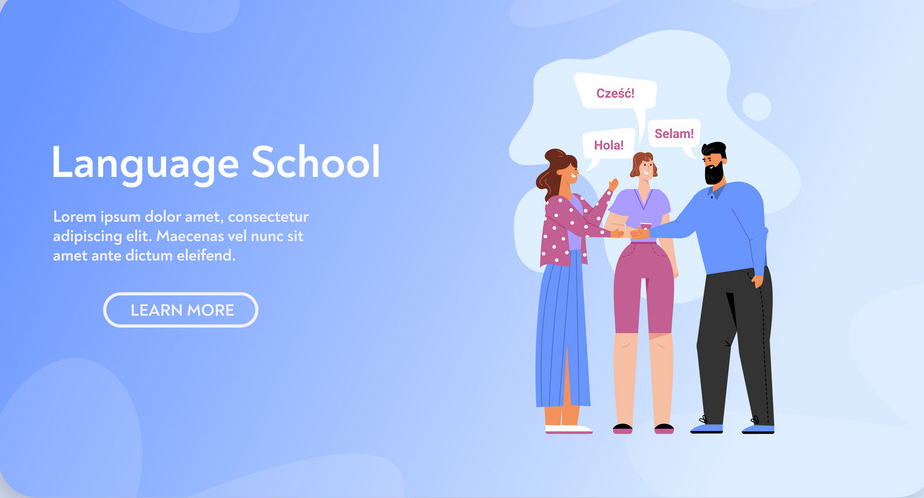 Language School
Lorem ipsum dolor amet, consectetur
adipiscing elit. Maecenas vel nunc sit
amet ante dictum eleifend.
LEARN MORE
Cześć!
Hola!
Selam!